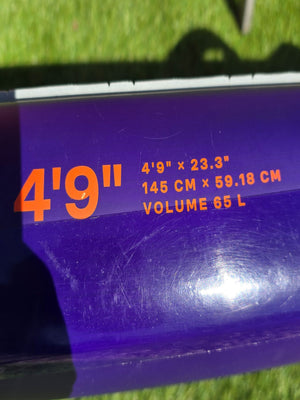 4'9"
4'9" × 23.3"
145 CM × 59.18 CM
VOLUME 65 L